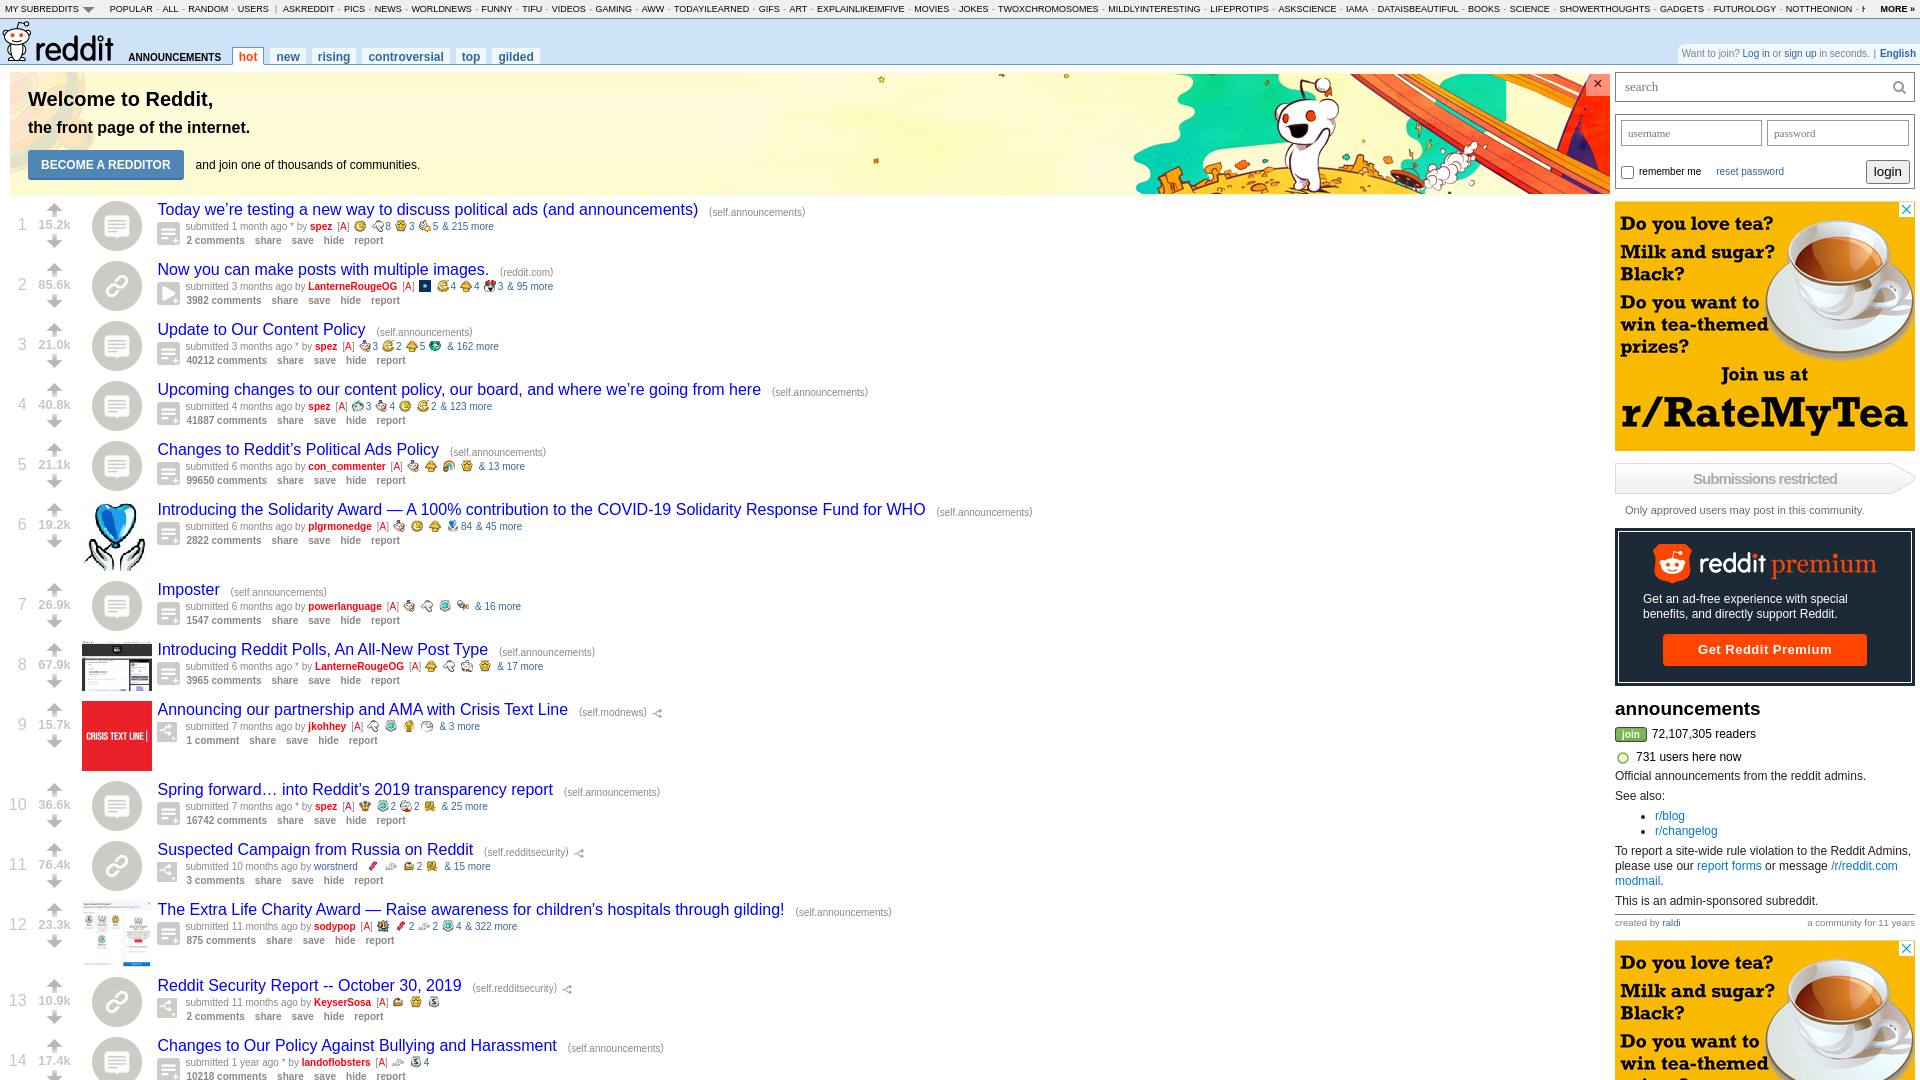 MY SUBREDDITS POPULAR - ALL - RANDOM - USERS | ASKREDDIT - PICS - NEWS - WORLDNEWS - FUNNY - TIFU - VIDEOS - GAMING - AWW - TODAYILEARNED - GIFS - ART - EXPLAINLIKEIMFIVE - MOVIES - JOKES - TWOXCHROMOSOMES - MILDLYINTERESTING - LIFEPROTIPS - ASKSCIENCE - IAMA - DATAISBEAUTIFUL - BOOKS - SCIENCE - SHOWERTHOUGHTS - GADGETS - FUTUROLOGY - NOTTHEONION - MORE »
reddit ANNOUNCEMENTS hot new rising controversial top gilded
Want to join? Log in or sign up in seconds. | English
Welcome to Reddit,
the front page of the internet.
BECOME A REDDITOR and join one of thousands of communities.
×
1 15.2k
Today we’re testing a new way to discuss political ads (and announcements) (self.announcements)
submitted 1 month ago * by spez [A] 8 3 5 & 215 more
2 comments share save hide report
2 85.6k
Now you can make posts with multiple images. (reddit.com)
submitted 3 months ago by LanterneRougeOG [A] 4 4 3 & 95 more
3982 comments share save hide report
3 21.0k
Update to Our Content Policy (self.announcements)
submitted 3 months ago * by spez [A] 3 2 5 & 162 more
40212 comments share save hide report
4 40.8k
Upcoming changes to our content policy, our board, and where we’re going from here (self.announcements)
submitted 4 months ago by spez [A] 3 4 2 & 123 more
41887 comments share save hide report
5 21.1k
Changes to Reddit’s Political Ads Policy (self.announcements)
submitted 6 months ago by con_commenter [A] & 13 more
99650 comments share save hide report
6 19.2k
Introducing the Solidarity Award — A 100% contribution to the COVID-19 Solidarity Response Fund for WHO (self.announcements)
submitted 6 months ago by plgrmonedge [A] 84 & 45 more
2822 comments share save hide report
7 26.9k
Imposter (self.announcements)
submitted 6 months ago by powerlanguage [A] & 16 more
1547 comments share save hide report
8 67.9k
Introducing Reddit Polls, An All-New Post Type (self.announcements)
submitted 6 months ago * by LanterneRougeOG [A] & 17 more
3965 comments share save hide report
9 15.7k
CRISIS TEXT LINE |
Announcing our partnership and AMA with Crisis Text Line (self.modnews)
submitted 7 months ago by jkohhey [A] & 3 more
1 comment share save hide report
10 36.6k
Spring forward… into Reddit’s 2019 transparency report (self.announcements)
submitted 7 months ago * by spez [A] 2 2 & 25 more
16742 comments share save hide report
11 76.4k
Suspected Campaign from Russia on Reddit (self.redditsecurity)
submitted 10 months ago by worstnerd 2 & 15 more
3 comments share save hide report
12 23.3k
The Extra Life Charity Award — Raise awareness for children's hospitals through gilding! (self.announcements)
submitted 11 months ago by sodypop [A] 2 2 4 & 322 more
875 comments share save hide report
13 10.9k
Reddit Security Report -- October 30, 2019 (self.redditsecurity)
submitted 11 months ago by KeyserSosa [A]
2 comments share save hide report
14 17.4k
Changes to Our Policy Against Bullying and Harassment (self.announcements)
submitted 1 year ago * by landoflobsters [A] 4
10218 comments share save hide report
search
username password
remember me reset password login
Do you love tea?
Milk and sugar?
Black?
Do you want to
win tea-themed
prizes?
Join us at
r/RateMyTea
Submissions restricted
Only approved users may post in this community.
reddit premium
Get an ad-free experience with special
benefits, and directly support Reddit.
Get Reddit Premium
announcements
join 72,107,305 readers
731 users here now
Official announcements from the reddit admins.
See also:
• r/blog
• r/changelog
To report a site-wide rule violation to the Reddit Admins,
please use our report forms or message /r/reddit.com
modmail.
This is an admin-sponsored subreddit.
created by raldi a community for 11 years
Do you love tea?
Milk and sugar?
Black?
Do you want to
win tea-themed